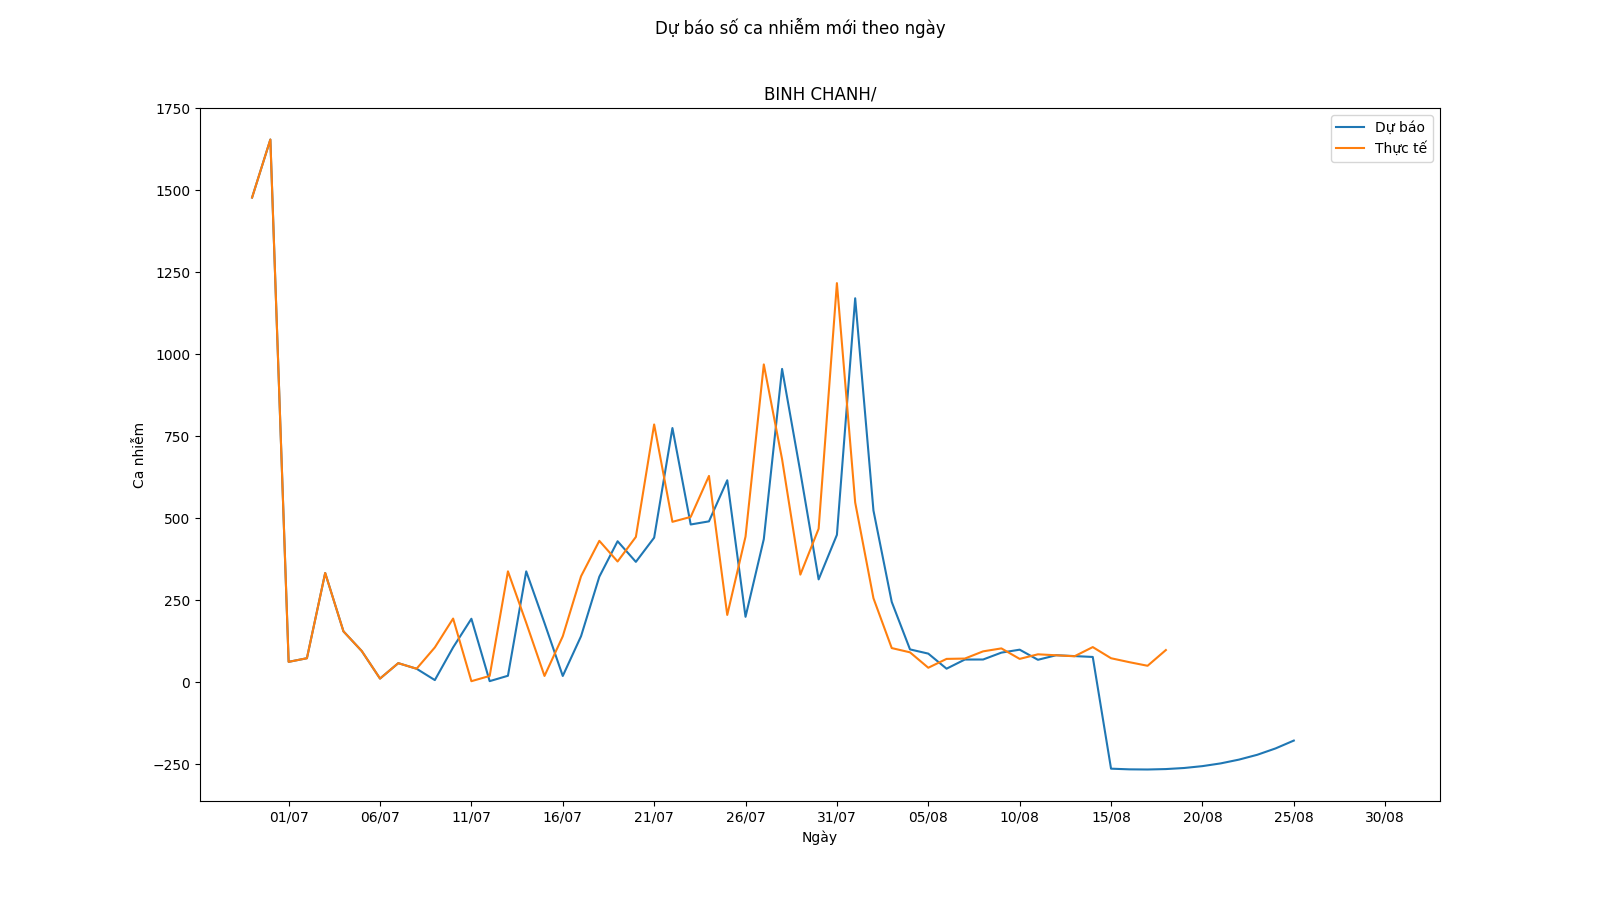 Dự báo số ca nhiễm mới theo ngày
BINH CHANH/
Dự báo
Thực tế
1750
1500
1250
1000
750
500
250
0
−250
Ca nhiễm
01/07 06/07 11/07 16/07 21/07 26/07 31/07 05/08 10/08 15/08 20/08 25/08 30/08
Ngày